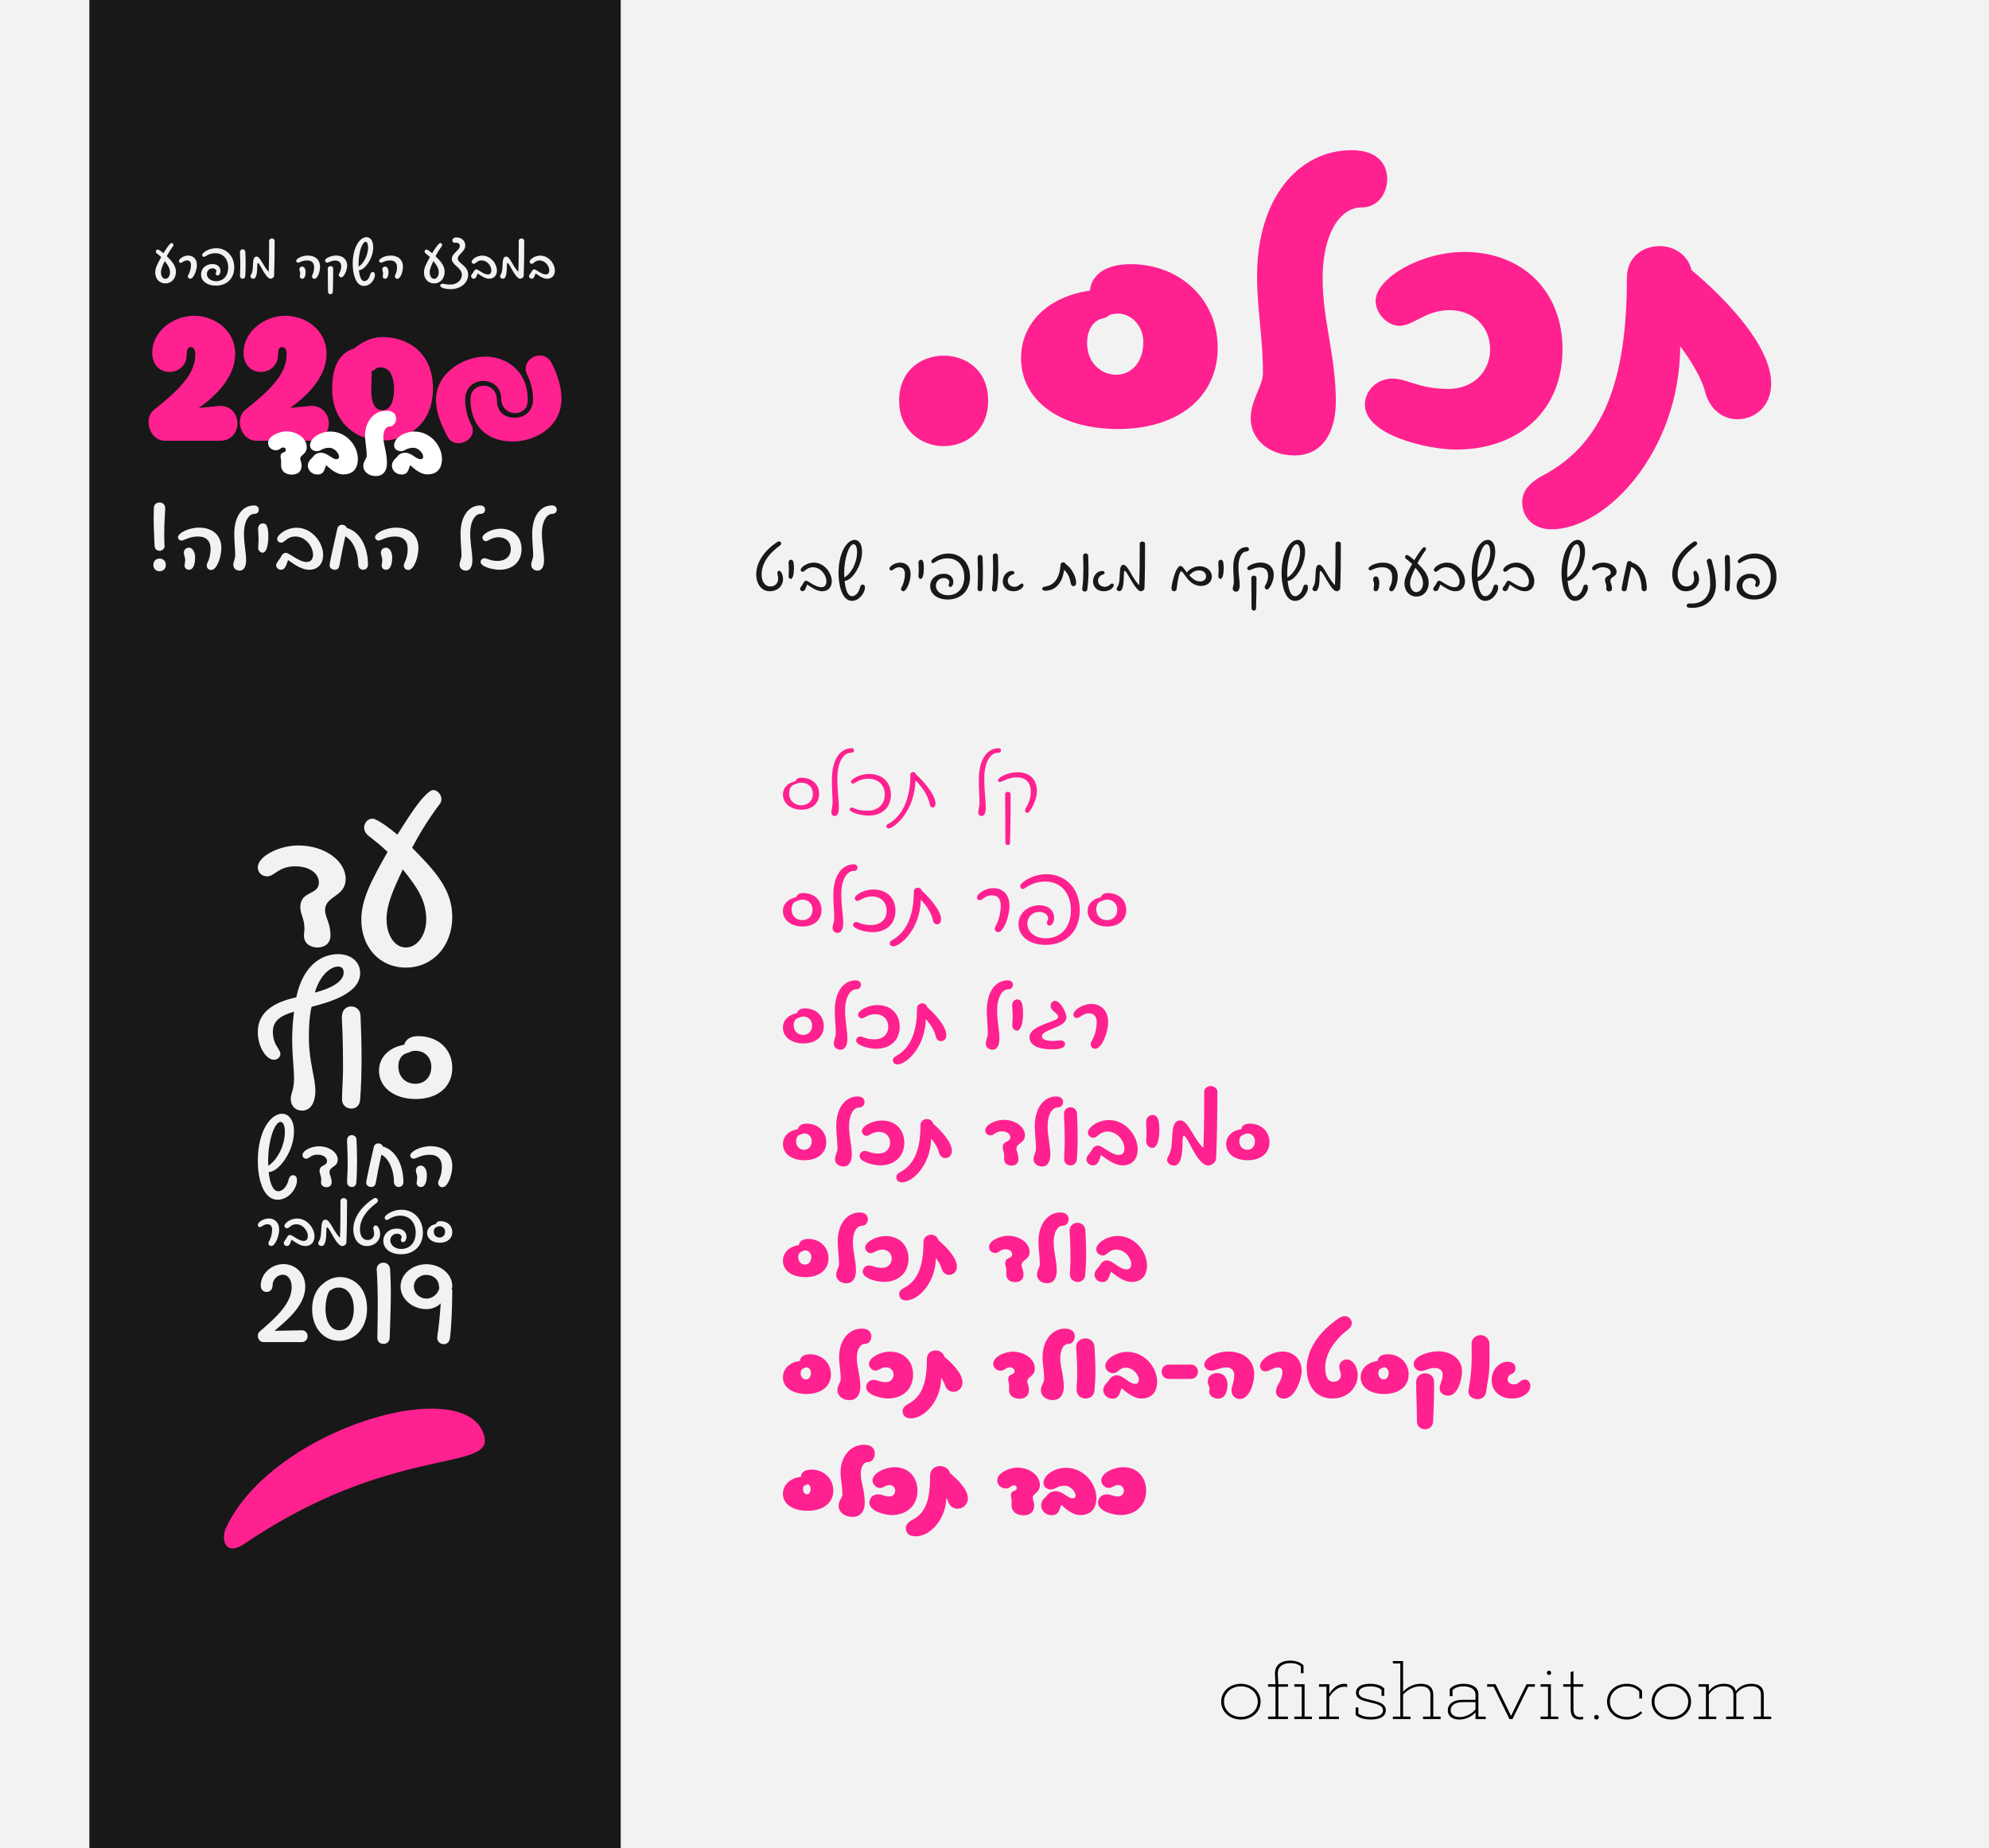 במבצע השקה מופרע
220₪
בלבד
לכל החבילה!
עד
סוף
החודש
ספטמבר
2019
תכלס.
פונט חדש בשבעה משקלים מאת אופיר שביט
קל תכלס
ספר תכלס
רגיל תכלס
סמיבולד תכלס
בולד תכלס
אקסטרה-בולד תכלס
כבד תכלס
ofirshavit.com